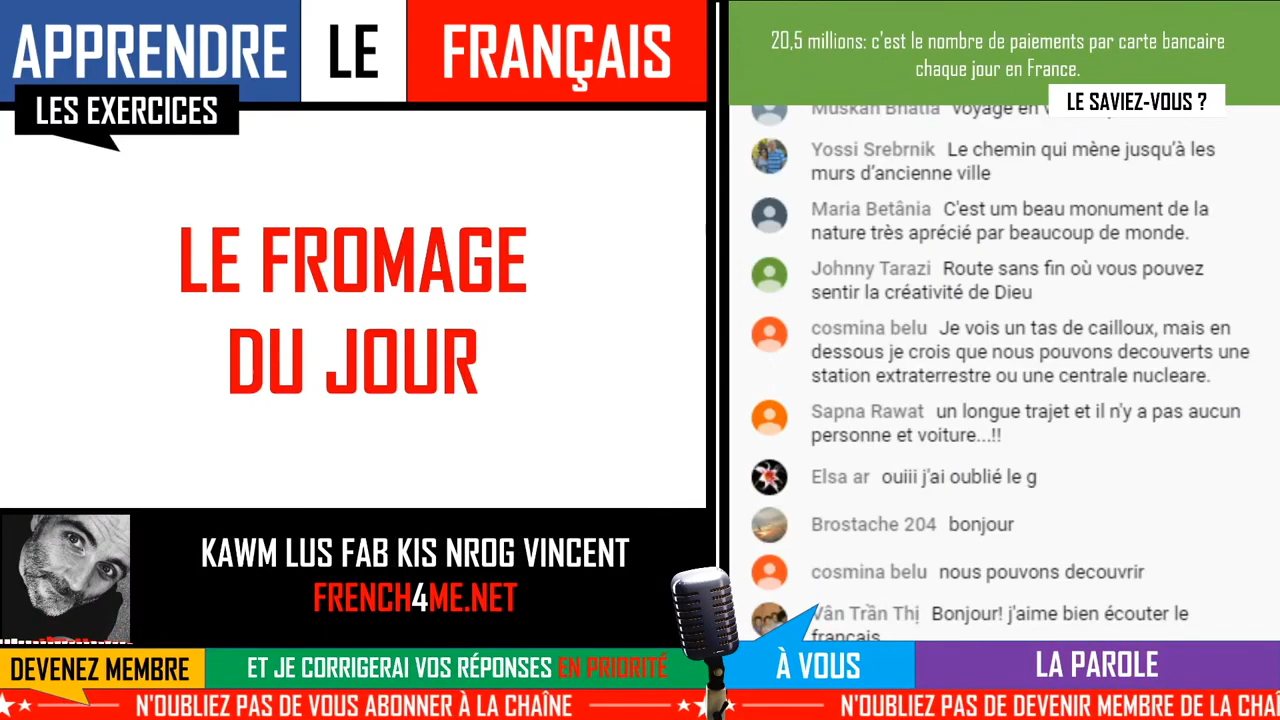 APPRENDRE LE FRANÇAIS
LES EXERCICES
LE FROMAGE
DU JOUR
KAWM LUS FAB KIS NROG VINCENT
FRENCH4ME.NET
DEVENEZ MEMBRE
ET JE CORRIGERAI VOS RÉPONSES EN PRIORITÉ
20,5 millions: c'est le nombre de paiements par carte bancaire
chaque jour en France.
LE SAVIEZ-VOUS ?
Muskan Bhatia voyage en
Yossi Srebrnik Le chemin qui mène jusqu'à les
murs d'ancienne ville
Maria Betânia C'est um beau monument de la
nature très aprécié par beaucoup de monde.
Johnny Tarazi Route sans fin où vous pouvez
sentir la créativité de Dieu
cosmina belu Je vois un tas de cailloux, mais en
dessous je crois que nous pouvons decouverts une
station extraterrestre ou une centrale nucleare.
Sapna Rawat un longue trajet et il n'y a pas aucun
personne et voiture...!!
Elsa ar ouiii j'ai oublié le g
Brostache 204 bonjour
cosmina belu nous pouvons decouvrir
Vân Trần Thị Bonjour! j'aime bien écouter le
français
À VOUS
LA PAROLE
N'OUBLIEZ PAS DE VOUS ABONNER À LA CHAÎNE
N'OUBLIEZ PAS DE DEVENIR MEMBRE DE LA CHAÎ